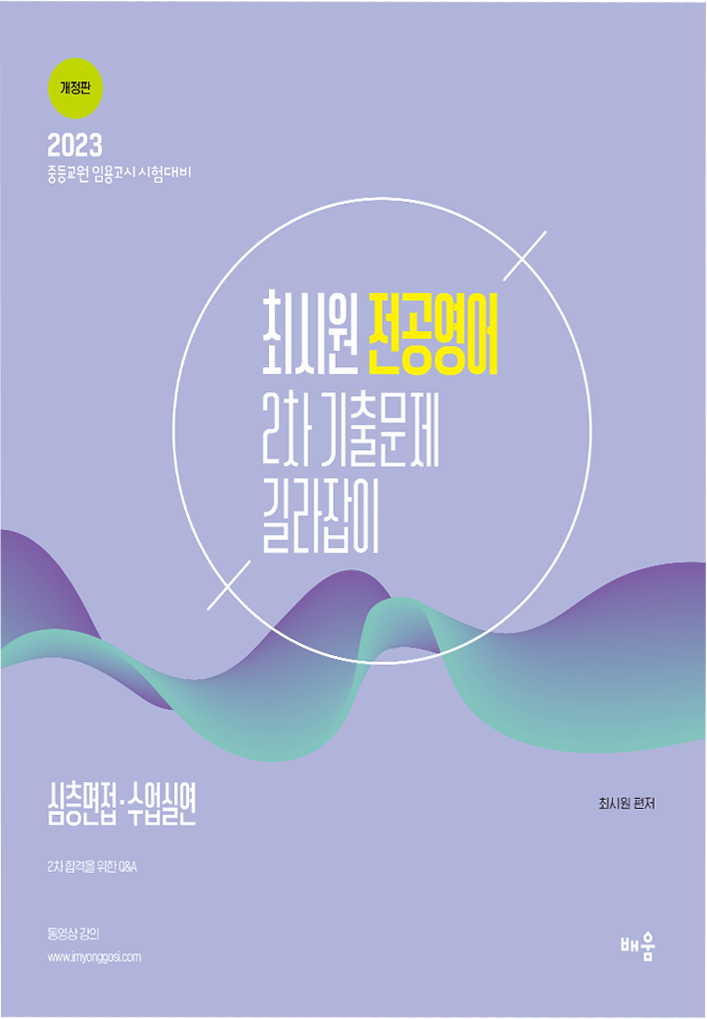 개정판
2023
중등교원 임용고시 시험대비
최시원 전공영어
2차 기출문제
길라잡이
심층면접·수업실연
최시원 편저
2차 합격을 위한 Q&A
동영상 강의
www.imyonggosi.com
배움